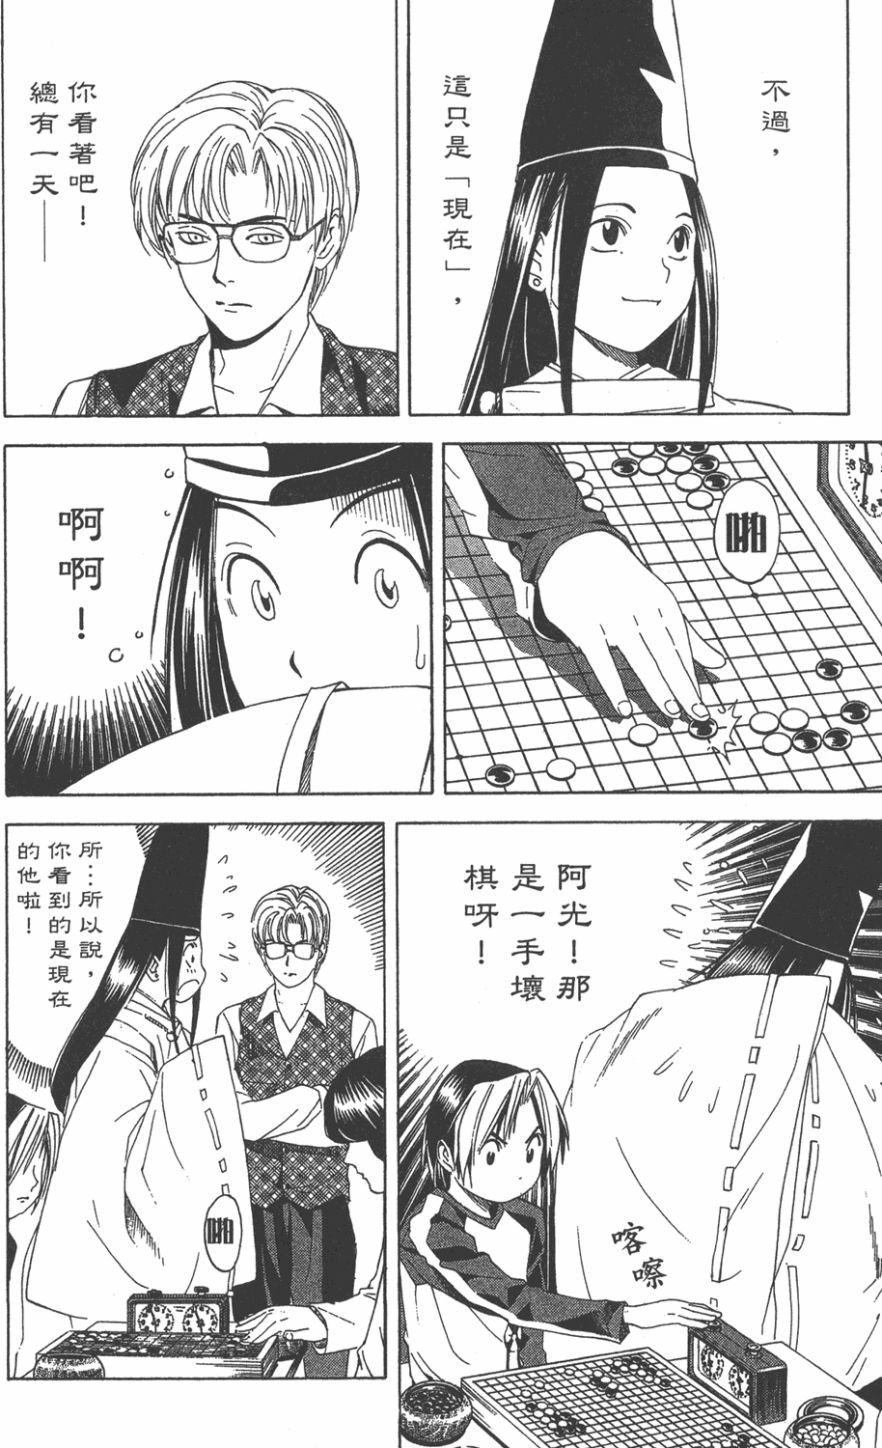 不過，
這只是「現在」，
你看著吧！
總有一天——
啪
啊
啊！
阿光！那
是一手壞
棋呀！
喀嚓
所…所以說，
你看到的是現在
的他啦！
啪